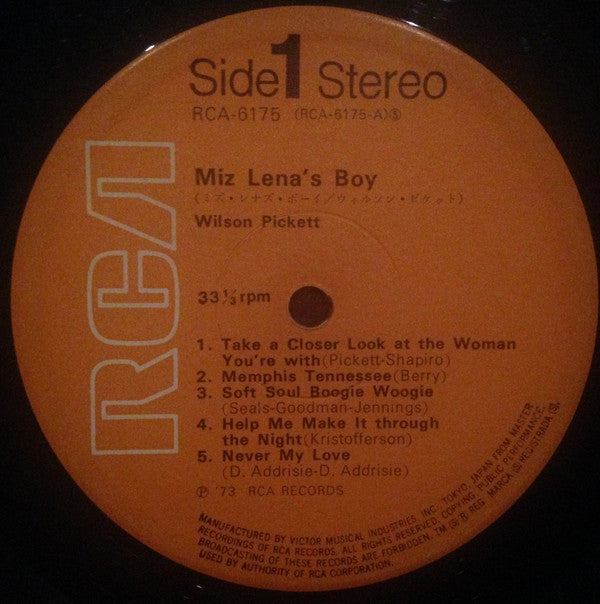 Side 1 Stereo
RCA-6175 (RCA-6175-A)Ⓢ
RCA
Miz Lena's Boy
(ミズ・レナズ・ボーイ/ウィルソン・ピケット)
Wilson Pickett
33⅓ rpm
1. Take a Closer Look at the Woman
You're with(Pickett-Shapiro)
2. Memphis Tennessee(Berry)
3. Soft Soul Boogie Woogie
(Seals-Goodman-Jennings)
4. Help Me Make It through
the Night(Kristofferson)
5. Never My Love
(D. Addrisie-D. Addrisie)
Ⓟ '73 RCA RECORDS
MANUFACTURED BY VICTOR MUSICAL INDUSTRIES, INC. TOKYO, JAPAN FROM MASTER
RECORDINGS OF RCA RECORDS. ALL RIGHTS RESERVED. COPYING PUBLIC PERFORMANCE,
BROADCASTING OF THESE RECORDS ARE FORBIDDEN. TM(s) ® REG. MARCA (S) REGISTRADA (S).
USED BY AUTHORITY OF RCA CORPORATION.